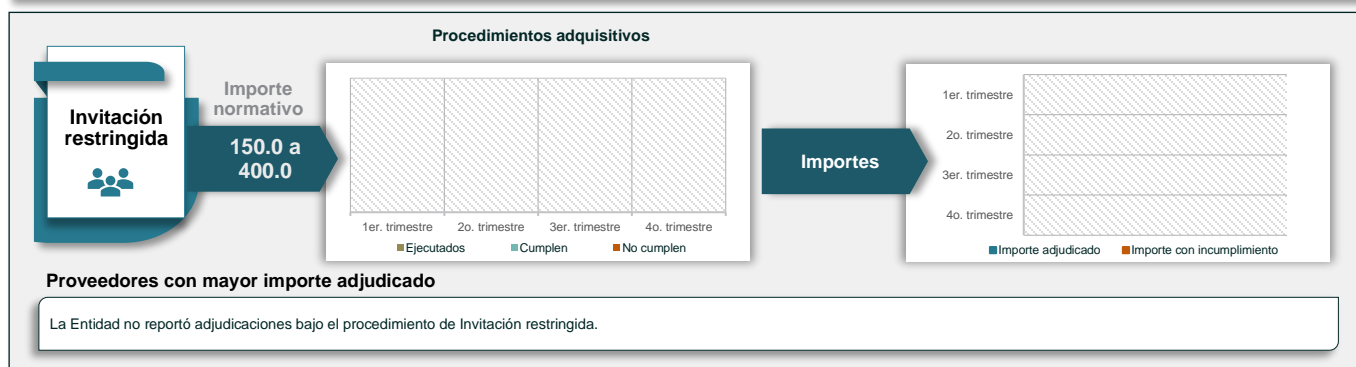 Procedimientos adquisitivos
Invitación
restringida
Importe
normativo
150.0 a
400.0
1er. trimestre
2o. trimestre
3er. trimestre
4o. trimestre
Ejecutados
Cumplen
No cumplen
Importes
1er. trimestre
2o. trimestre
3er. trimestre
4o. trimestre
Importe adjudicado
Importe con incumplimiento
Proveedores con mayor importe adjudicado
La Entidad no reportó adjudicaciones bajo el procedimiento de Invitación restringida.